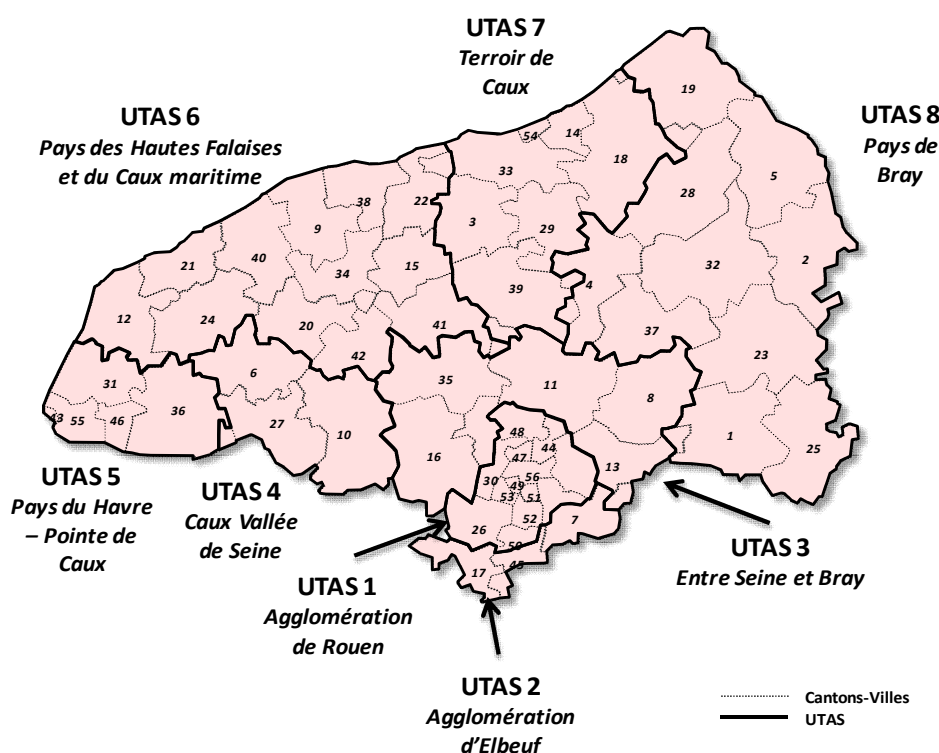 UTAS 7
Terroir de
Caux
UTAS 8
Pays de
Bray
UTAS 6
Pays des Hautes Falaises
et du Caux maritime
19
54
14
18
5
33
28
38
22
9
3
29
2
21
40
34
15
32
39
4
12
24
20
41
37
42
23
31
6
35
11
8
43
55
46
36
27
10
16
48
44
1
25
47
13
30
49
56
53
51
26
52
7
50
17
45
UTAS 5
Pays du Havre
– Pointe de
Caux
UTAS 4
Caux Vallée
de Seine
UTAS 1
Agglomération
de Rouen
UTAS 3
Entre Seine et Bray
UTAS 2
Agglomération
d’Elbeuf
Cantons-Villes
UTAS